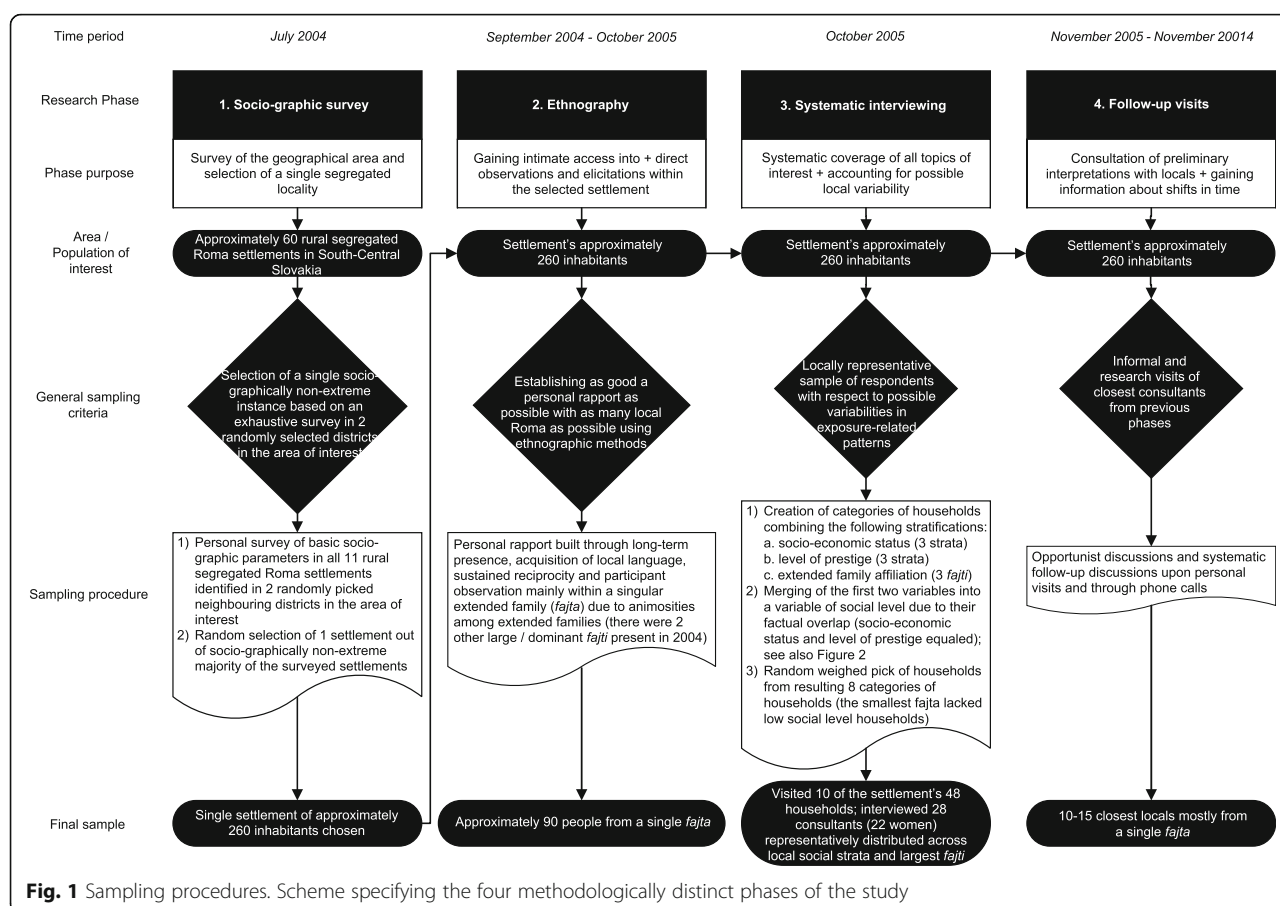 Time period
July 2004
September 2004 - October 2005
October 2005
November 2005 - November 20014
Research Phase
1. Socio-graphic survey
2. Ethnography
3. Systematic interviewing
4. Follow-up visits
Phase purpose
Survey of the geographical area and
selection of a single segregated
locality
Gaining intimate access into + direct
observations and elicitations within
the selected settlement
Systematic coverage of all topics of
interest + accounting for possible
local variability
Consultation of preliminary
interpretations with locals + gaining
information about shifts in time
Area /
Population of
interest
Approximately 60 rural segregated
Roma settlements in South-Central
Slovakia
Settlement's approximately
260 inhabitants
Settlement's approximately
260 inhabitants
Settlement's approximately
260 inhabitants
General sampling
criteria
Selection of a single socio-
graphically non-extreme
instance based on an
exhaustive survey in 2
randomly selected districts
in the area of interest
Establishing as good a
personal rapport as
possible with as many local
Roma as possible using
ethnographic methods
Locally representative
sample of respondents
with respect to possible
variabilities in
exposure-related
patterns
Informal and
research visits of
closest consultants
from previous
phases
Sampling procedure
1) Personal survey of basic socio-
graphic parameters in all 11 rural
segregated Roma settlements
identified in 2 randomly picked
neighbouring districts in the area of
interest
2) Random selection of 1 settlement out
of socio-graphically non-extreme
majority of the surveyed settlements
Personal rapport built through long-term
presence, acquisition of local language,
sustained reciprocity and participant
observation mainly within a singular
extended family (fajta) due to animosities
among extended families (there were 2
other large / dominant fajti present in 2004)
1) Creation of categories of households
combining the following stratifications:
a. socio-economic status (3 strata)
b. level of prestige (3 strata)
c. extended family affiliation (3 fajti)
2) Merging of the first two variables into
a variable of social level due to their
factual overlap (socio-economic
status and level of prestige equaled);
see also Figure 2
3) Random weighed pick of households
from resulting 8 categories of
households (the smallest fajta lacked
low social level households)
Opportunist discussions and systematic
follow-up discussions upon personal
visits and through phone calls
Final sample
Single settlement of approximately
260 inhabitants chosen
Approximately 90 people from a single fajta
Visited 10 of the settlement's 48
households; interviewed 28
consultants (22 women)
representatively distributed across
local social strata and largest fajti
10-15 closest locals mostly from
a single fajta
Fig. 1 Sampling procedures. Scheme specifying the four methodologically distinct phases of the study